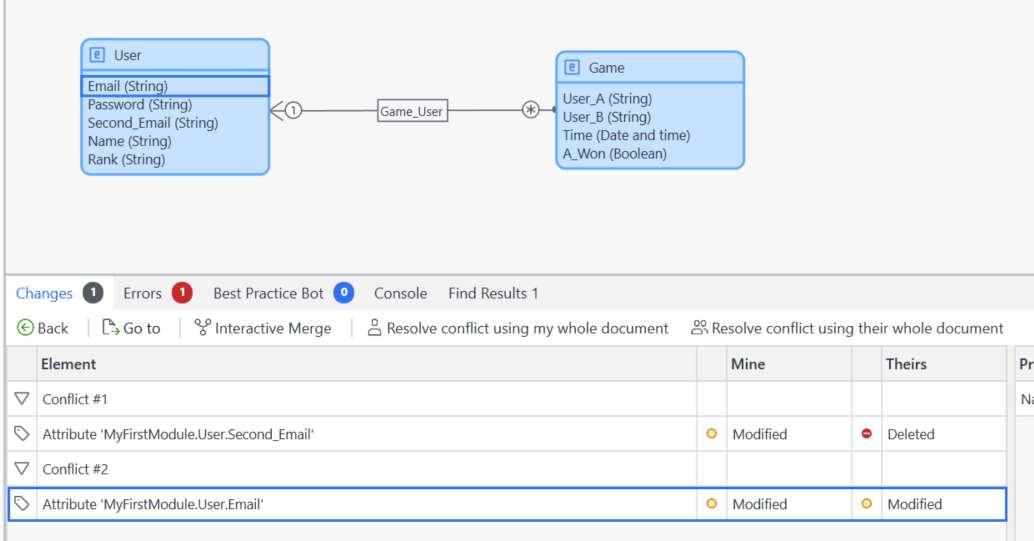 User
Email (String)
Password (String)
Second_Email (String)
Name (String)
Rank (String)
1
Game_User
*
Game
User_A (String)
User_B (String)
Time (Date and time)
A_Won (Boolean)
Changes 1 Errors 1 Best Practice Bot 0 Console Find Results 1
Back Go to Interactive Merge Resolve conflict using my whole document Resolve conflict using their whole document
Element Mine Theirs Pr
Conflict #1 Na
Attribute 'MyFirstModule.User.Second_Email' Modified Deleted
Conflict #2
Attribute 'MyFirstModule.User.Email' Modified Modified